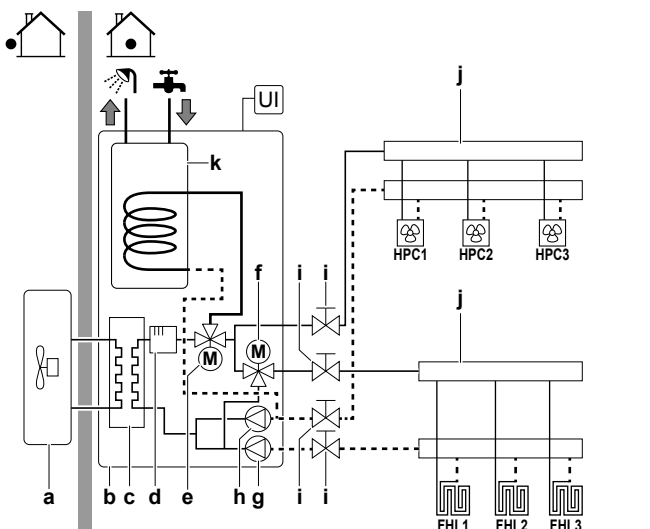 UI
j
k
HPC1 HPC2 HPC3
f i i
j
M
M
a b c d e h g i i
FHL1 FHL2 FHL3